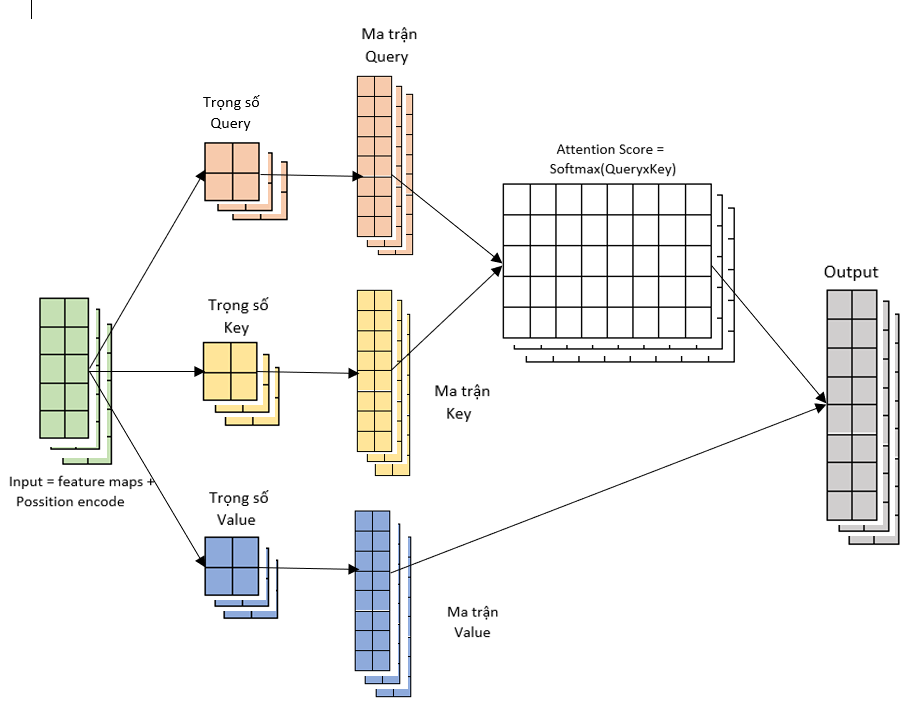 Ma trận
Query
Trọng số
Query
Attention Score =
Softmax(QueryxKey)
Output
Trọng số
Key
Ma trận
Key
Input = feature maps +
Possition encode
Trọng số
Value
Ma trận
Value